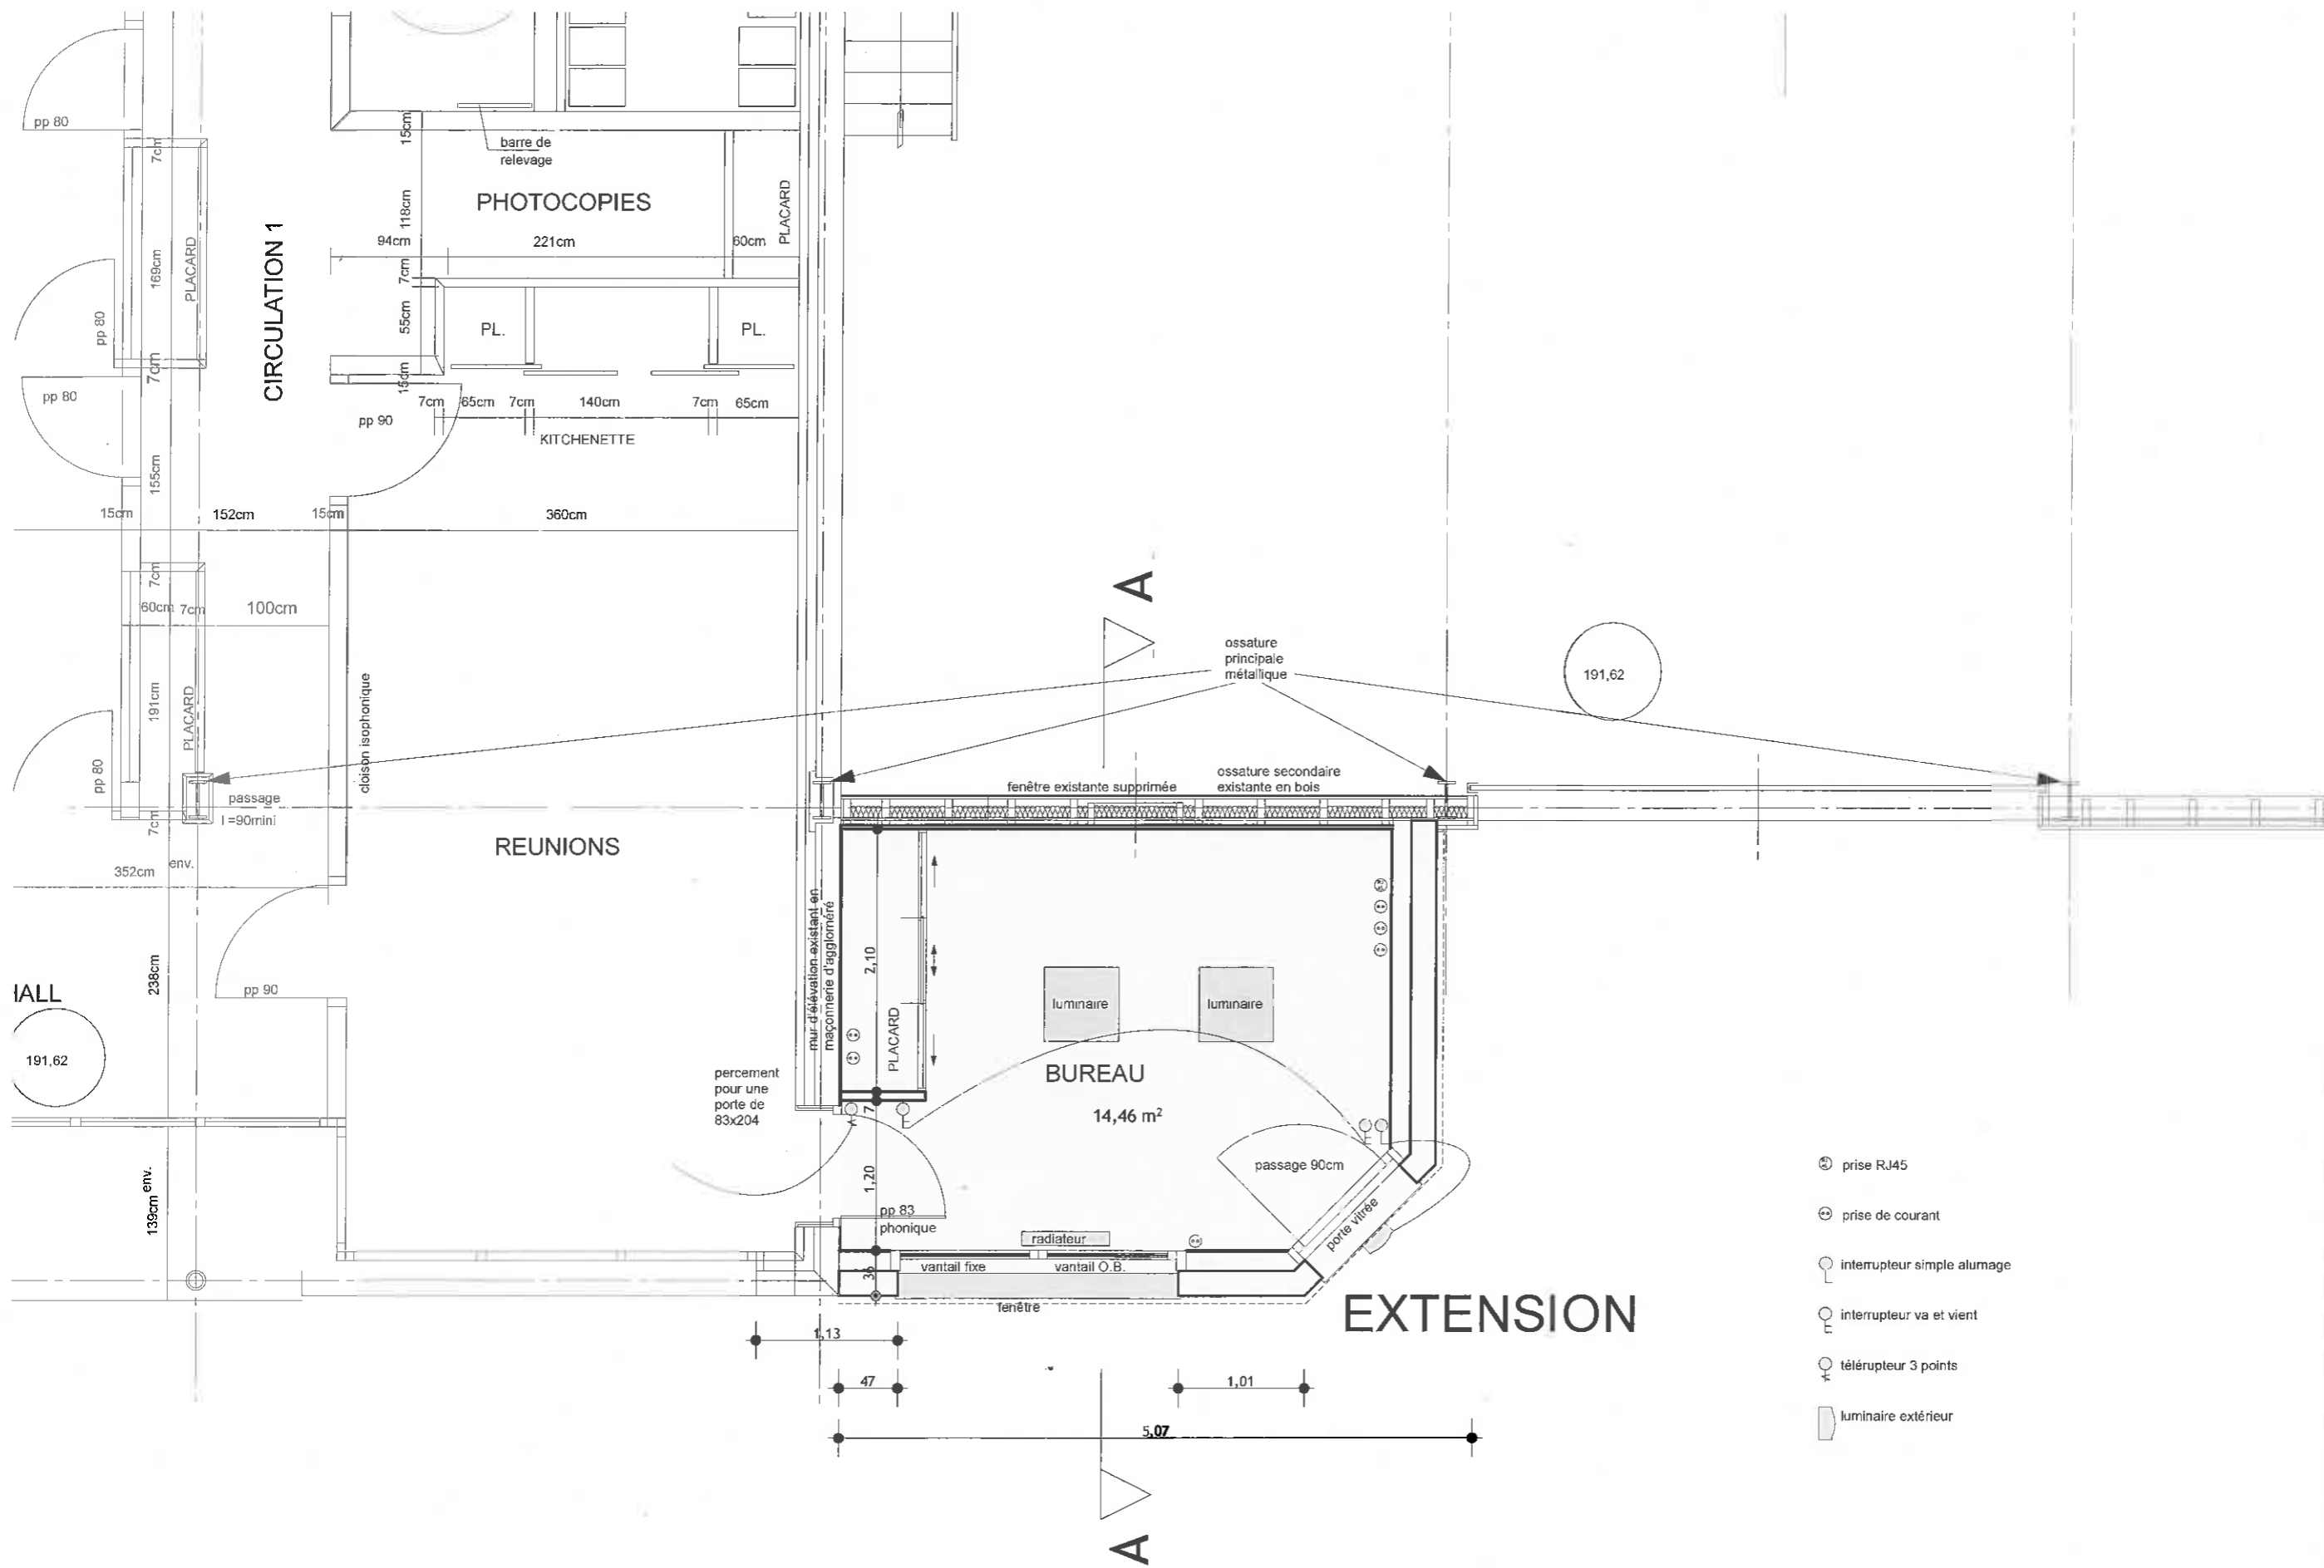 pp 80
7cm
169cm
PLACARD
pp 80
7cm
pp 80
155cm
15cm
152cm
15cm
360cm
7cm
60cm
7cm
100cm
191cm
PLACARD
pp 80
7cm
passage
l =90mini
352cm
env.
238cm
pp 90
191,62
139cm env.
CIRCULATION 1
15cm
barre de
relevage
PHOTOCOPIES
PLACARD
118cm
94cm
221cm
60cm
7cm
55cm
PL.
PL.
15cm
7cm
65cm
7cm
140cm
7cm
65cm
pp 90
KITCHENETTE
cloison isophonique
REUNIONS
A
ossature
principale
métallique
191,62
fenêtre existante supprimée
ossature secondaire
existante en bois
mur d'élévation existant en
maçonnerie d'aggloméré
2,10
PLACARD
luminaire
luminaire
BUREAU
14,46 m²
percement
pour une
porte de
83x204
7
1,20
pp 83
phonique
passage 90cm
porte vitrée
radiateur
vantail fixe
vantail O.B.
fenêtre
EXTENSION
1,13
47
1,01
5,07
A
prise RJ45
prise de courant
interrupteur simple alumage
interrupteur va et vient
télérupteur 3 points
luminaire extérieur